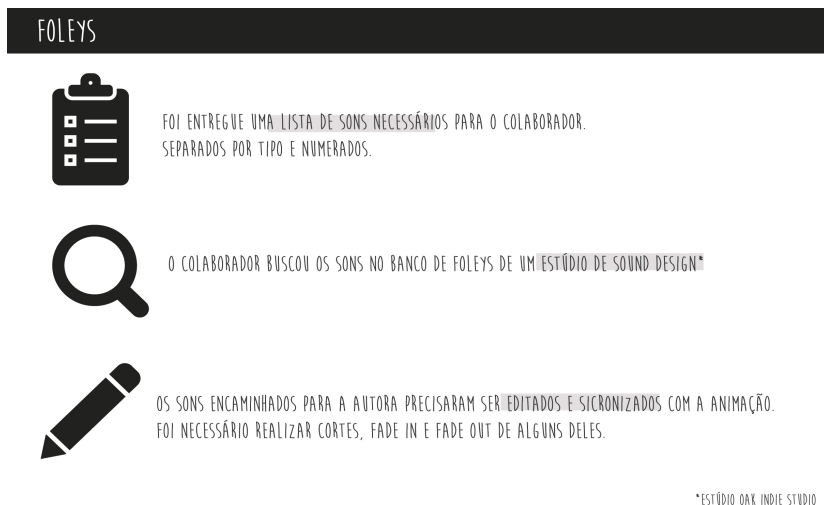 FOLEYS
FOI ENTREGUE UMA LISTA DE SONS NECESSÁRIOS PARA O COLABORADOR.
SEPARADOS POR TIPO E NUMERADOS.
O COLABORADOR BUSCOU OS SONS NO BANCO DE FOLEYS DE UM ESTÚDIO DE SOUND DESIGN*
OS SONS ENCAMINHADOS PARA A AUTORA PRECISARAM SER EDITADOS E SICRONIZADOS COM A ANIMAÇÃO.
FOI NECESSÁRIO REALIZAR CORTES, FADE IN E FADE OUT DE ALGUNS DELES.
*ESTÚDIO OAK INDIE STUDIO